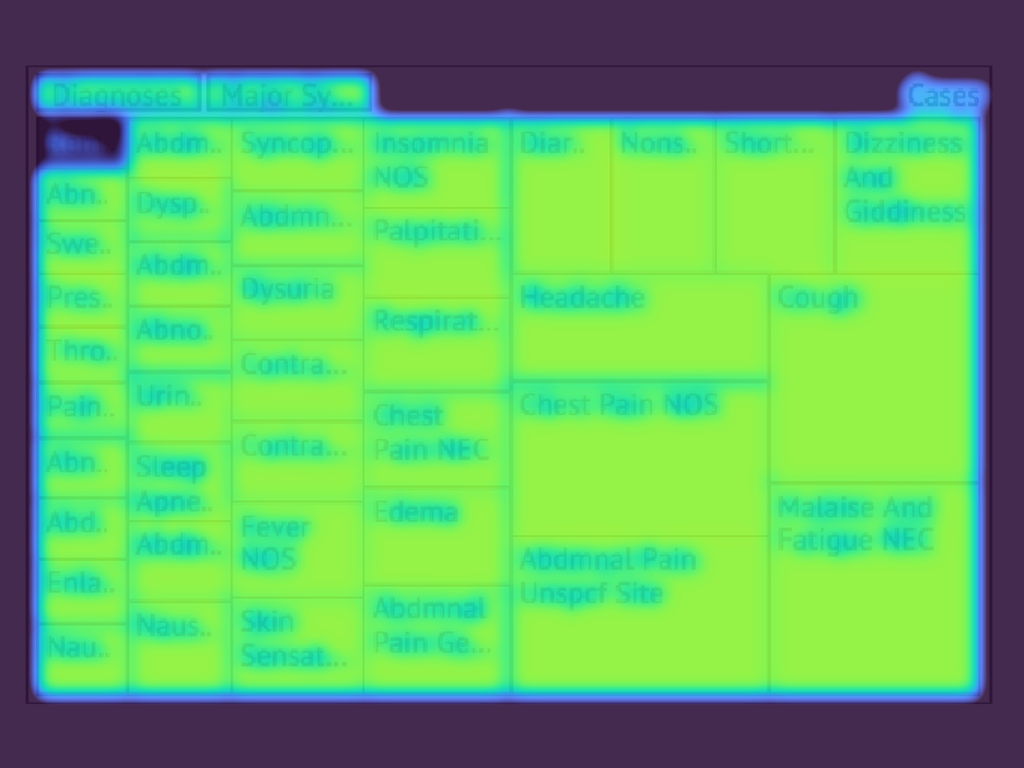 Diagnoses
Major Sy...
Cases
Abn..
Swe..
Pres..
Thro..
Pain..
Abn..
Abd..
Enla..
Nau..
Abdm..
Dysp..
Abdm..
Abno..
Urin..
Sleep
Apne..
Abdm..
Naus..
Syncop...
Abdmn...
Dysuria
Contra...
Contra...
Fever
NOS
Skin
Sensat...
Insomnia
NOS
Palpitati...
Respirat...
Chest
Pain NEC
Edema
Abdmnal
Pain Ge...
Diar..
Nons..
Short...
Dizziness
And
Giddiness
Headache
Chest Pain NOS
Abdmnal Pain
Unspcf Site
Cough
Malaise And
Fatigue NEC